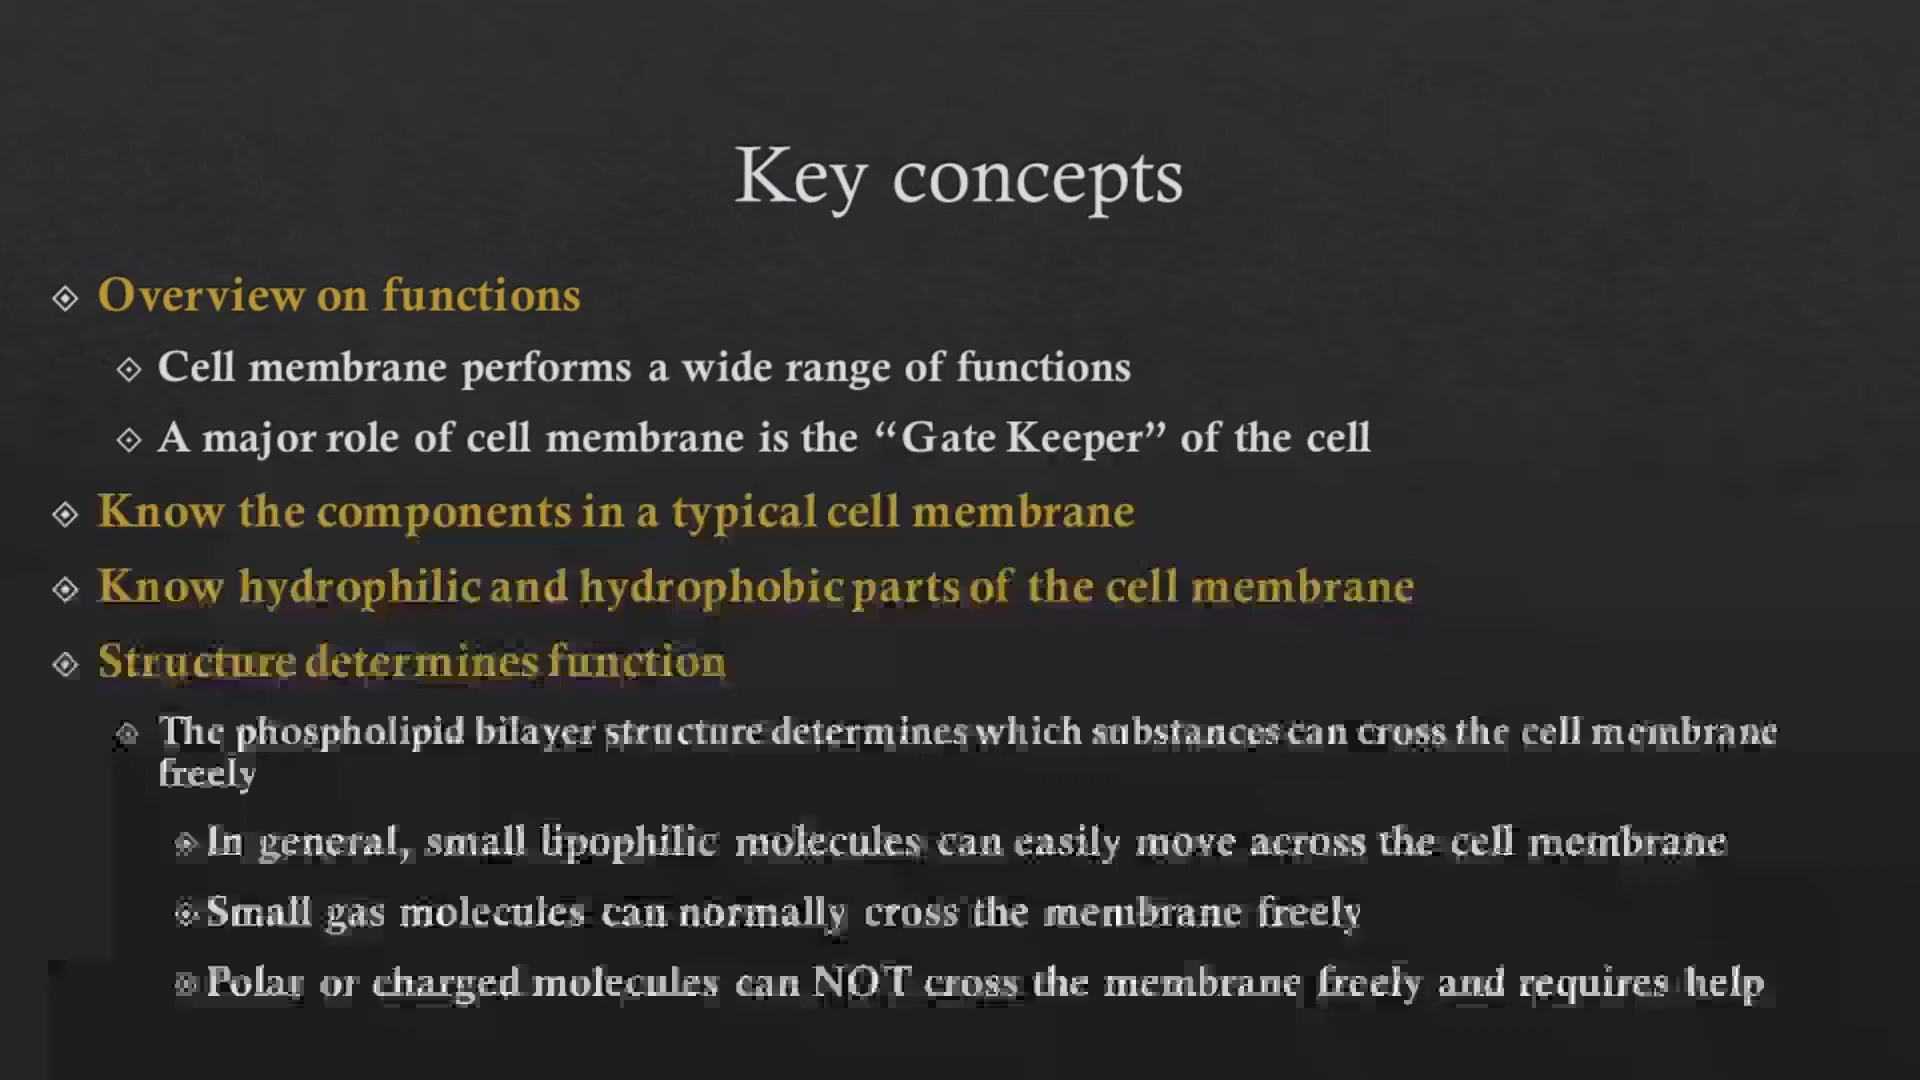 Key concepts
Overview on functions
Cell membrane performs a wide range of functions
A major role of cell membrane is the “Gate Keeper” of the cell
Know the components in a typical cell membrane
Know hydrophilic and hydrophobic parts of the cell membrane
Structure determines function
The phospholipid bilayer structure determines which substances can cross the cell membrane
freely
In general, small lipophilic molecules can easily move across the cell membrane
Small gas molecules can normally cross the membrane freely
Polar or charged molecules can NOT cross the membrane freely and requires help